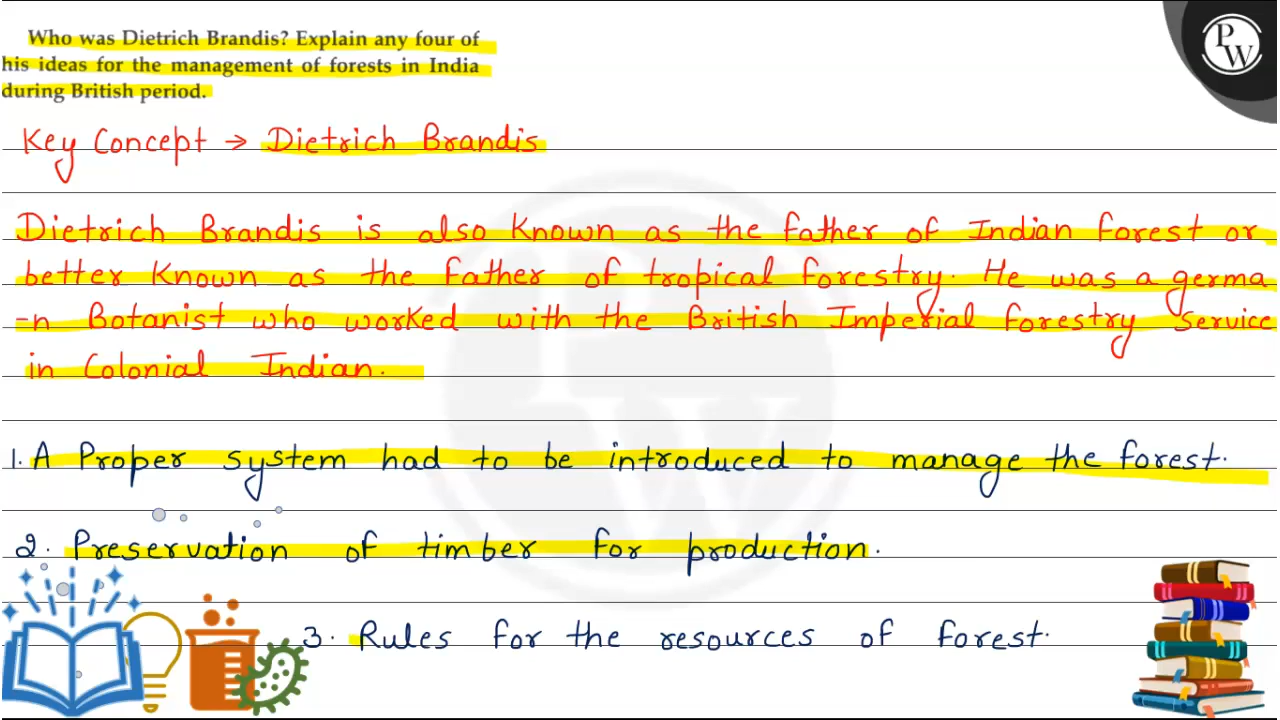 Who was Dietrich Brandis? Explain any four of
his ideas for the management of forests in India
during British period.
PW
Key Concept → Dietrich Brandis
Dietrich Brandis is also known as the father of Indian forest or
better known as the father of tropical forestry. He was a germa
-n Botanist who worked with the British Imperial forestry service
in Colonial Indian.
1. A Proper system had to be introduced to manage the forest.
2. Preservation of timber for production.
3. Rules for the resources of forest.